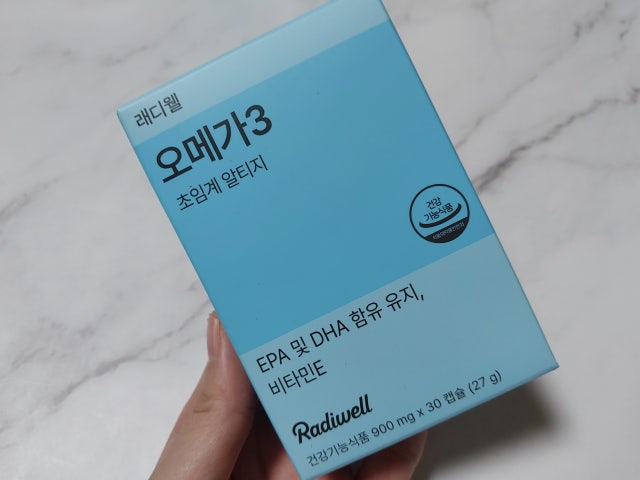 래디웰
오메가3
초임계 알티지
건강
기능식품
EPA 및 DHA 함유 유지,
비타민E
Radiwell
건강기능식품 900 mg x 30 캡슐 (27 g)